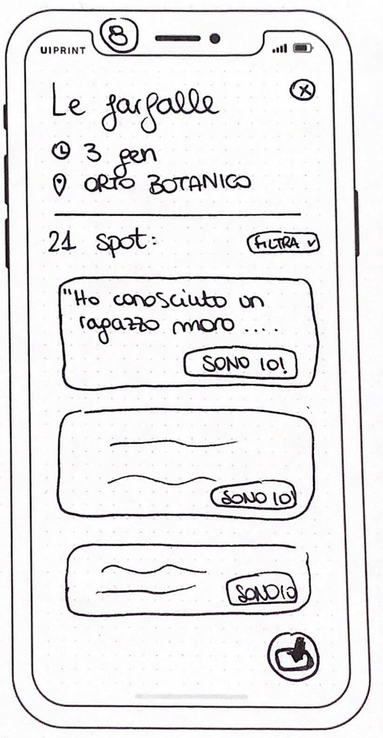 8
UIPRINT
Le farfalle
3 gen
ORTO BOTANICO
21 spot:
FILTRA
"Ho conosciuto un
ragazzo moro ....
SONO IO!
SONO IO!
SONO IO